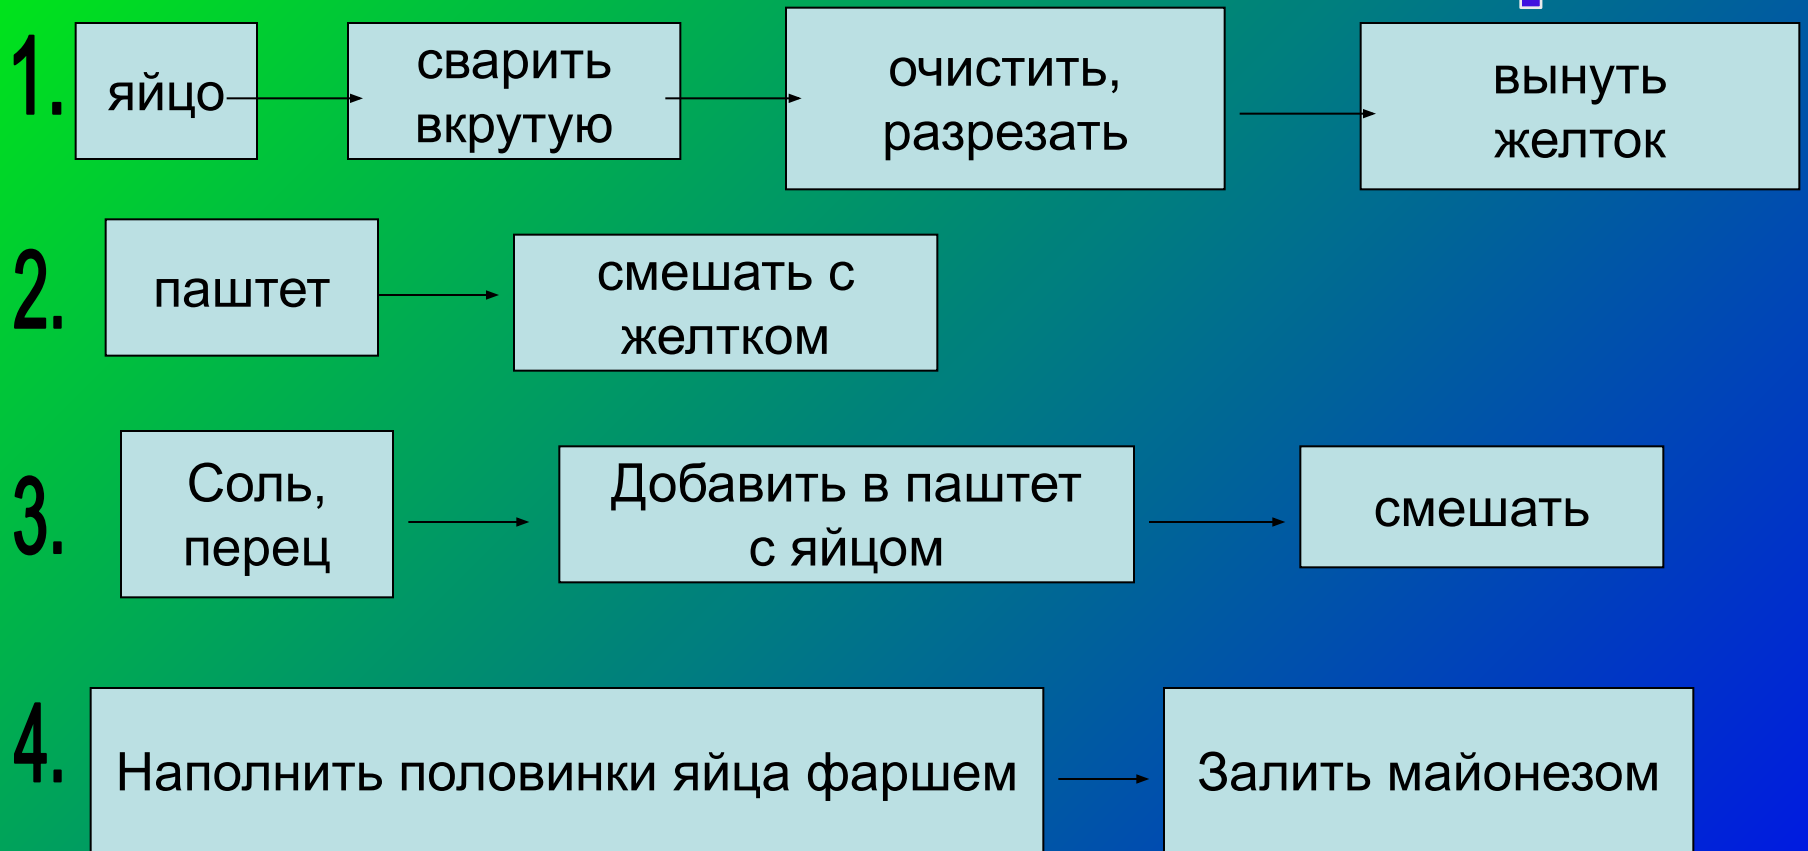 1.
яйцо
сварить
вкрутую
очистить,
разрезать
вынуть
желток
2.
паштет
смешать с
желтком
3.
Соль,
перец
Добавить в паштет
с яйцом
смешать
4.
Наполнить половинки яйца фаршем
Залить майонезом